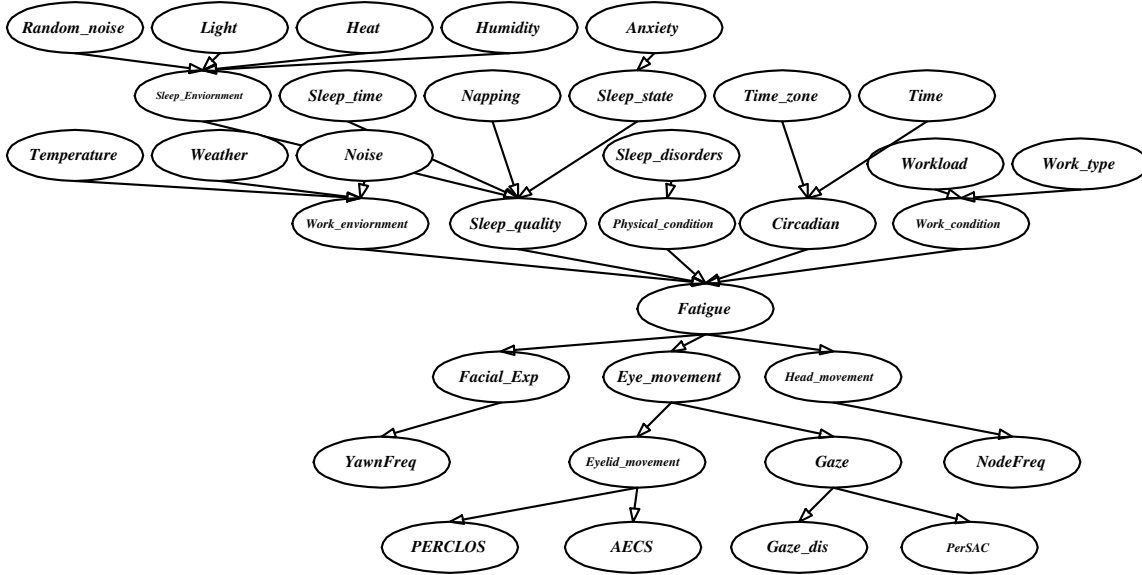 Random_noise
Light
Heat
Humidity
Anxiety
Sleep_Enviornment
Sleep_time
Napping
Sleep_state
Time_zone
Time
Temperature
Weather
Noise
Sleep_disorders
Workload
Work_type
Work_enviornment
Sleep_quality
Physical_condition
Circadian
Work_condition
Fatigue
Facial_Exp
Eye_movement
Head_movement
YawnFreq
Eyelid_movement
Gaze
NodeFreq
PERCLOS
AECS
Gaze_dis
PerSAC